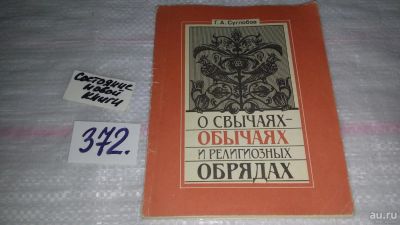 Г. А. Суглобов
О СВЫЧАЯХ-
ОБЫЧАЯХ
И РЕЛИГИОЗНЫХ
ОБРЯДАХ
Состояние
новой
книги
372.
au.ru